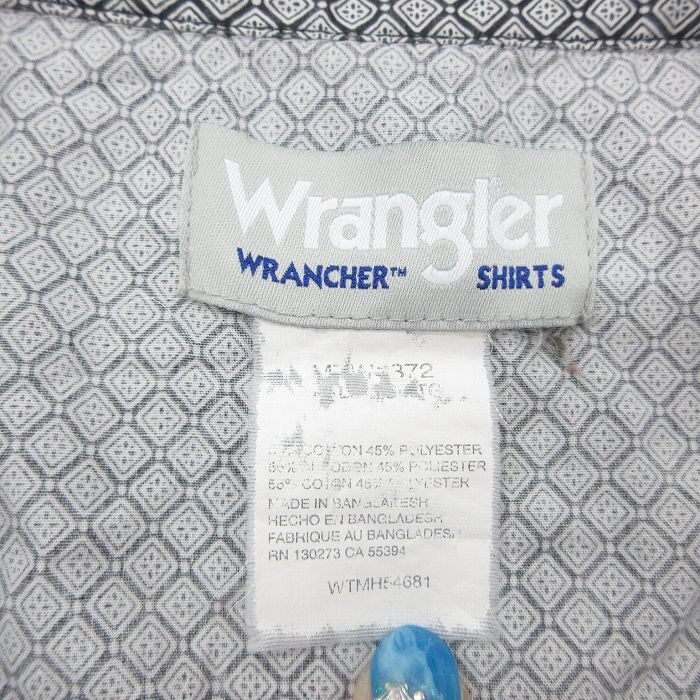 Wrangler®
WRANCHER™ SHIRTS
COTTON 45% POLYESTER
45% POLIESTER
55% COTON 45% POLYESTER
MADE IN BANGLADESH
HECHO EN BANGLADESH
FABRIQUE AU BANGLADESH
RN 130273 CA 55394
WTMH54681